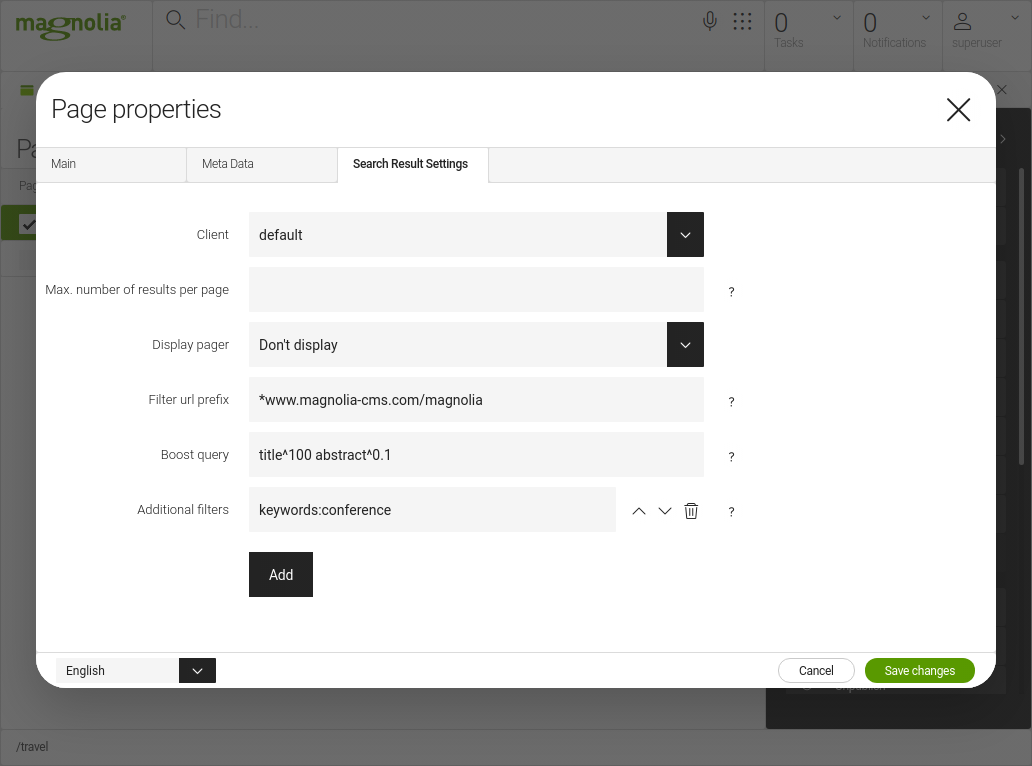 magnolia®
Find...
0
Tasks
0
Notifications
superuser
Page properties
Main
Meta Data
Search Result Settings
Client
default
Max. number of results per page
?
Display pager
Don't display
Filter url prefix
*www.magnolia-cms.com/magnolia
?
Boost query
title^100 abstract^0.1
?
Additional filters
keywords:conference
?
Add
English
Cancel
Save changes
/travel